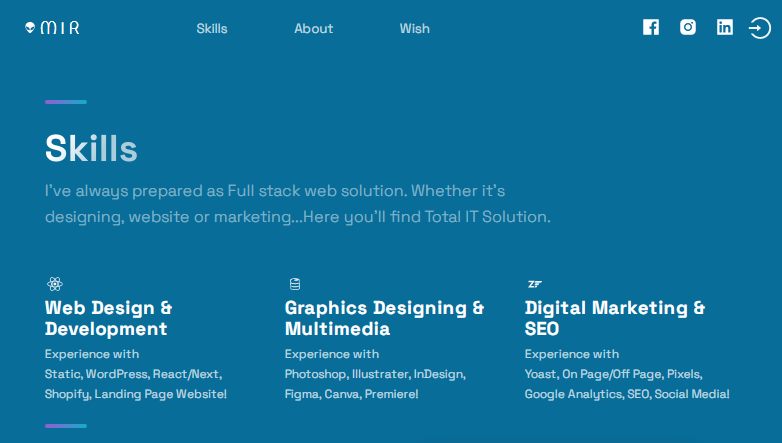 MIR
Skills About Wish
Skills
I've always prepared as Full stack web solution. Whether it's
designing, website or marketing...Here you'll find Total IT Solution.
Web Design &
Development
Experience with
Static, WordPress, React/Next,
Shopify, Landing Page Website!
Graphics Designing &
Multimedia
Experience with
Photoshop, Illustrater, InDesign,
Figma, Canva, Premiere!
Digital Marketing &
SEO
Experience with
Yoast, On Page/Off Page, Pixels,
Google Analytics, SEO, Social Media!